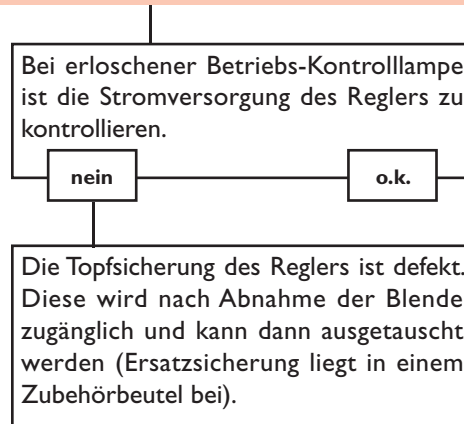 Bei erloschener Betriebs-Kontrolllampe
ist die Stromversorgung des Reglers zu
kontrollieren.
nein
o.k.
Die Topfsicherung des Reglers ist defekt.
Diese wird nach Abnahme der Blende
zugänglich und kann dann ausgetauscht
werden (Ersatzsicherung liegt in einem
Zubehörbeutel bei).